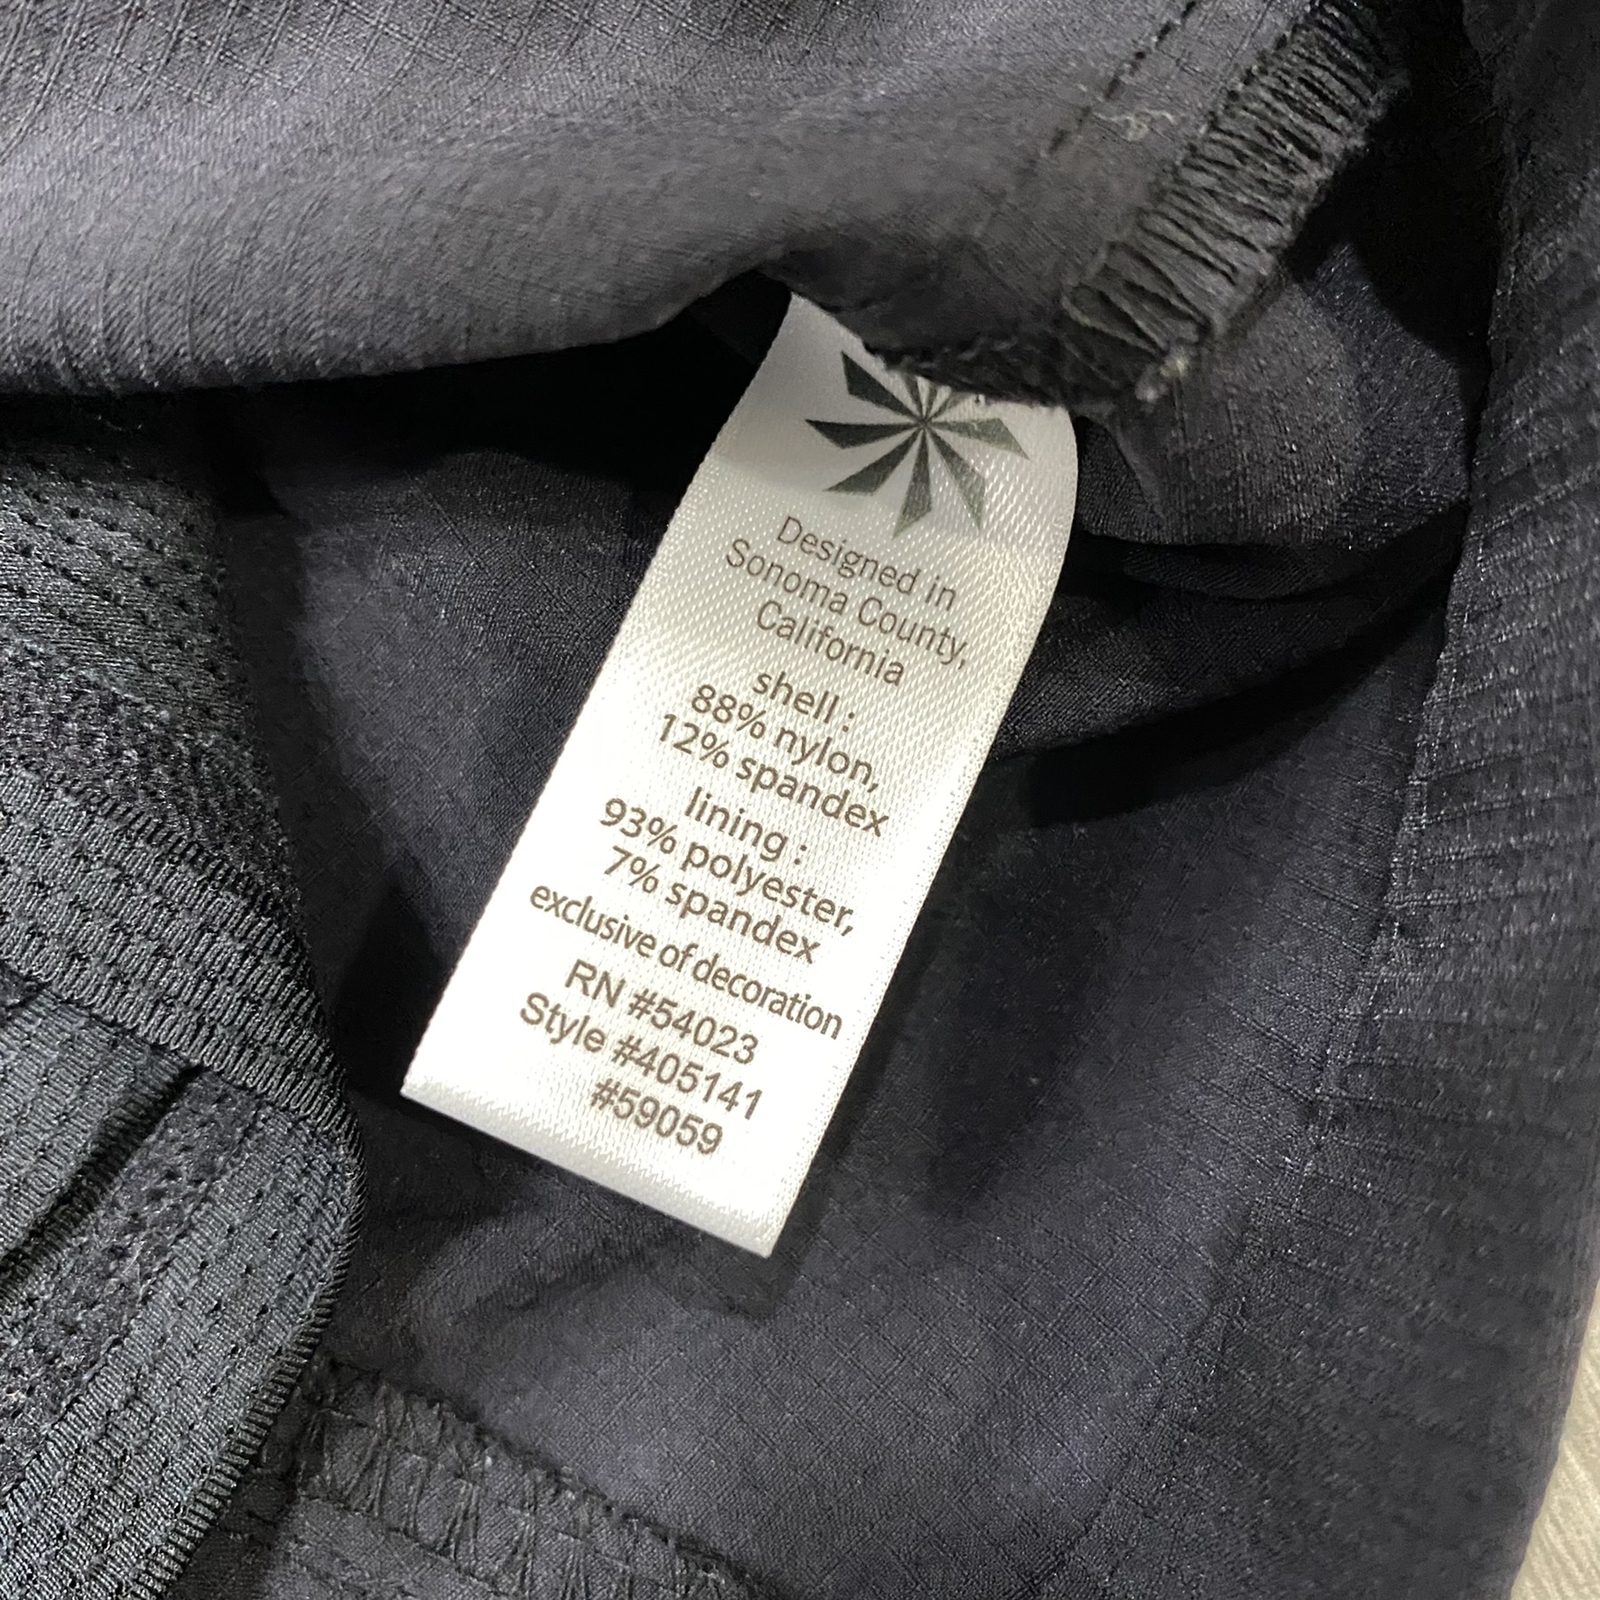 Designed in
Sonoma County,
California
shell :
88% nylon,
12% spandex
lining :
93% polyester,
7% spandex
exclusive of decoration
RN #54023
Style #405141
#59059